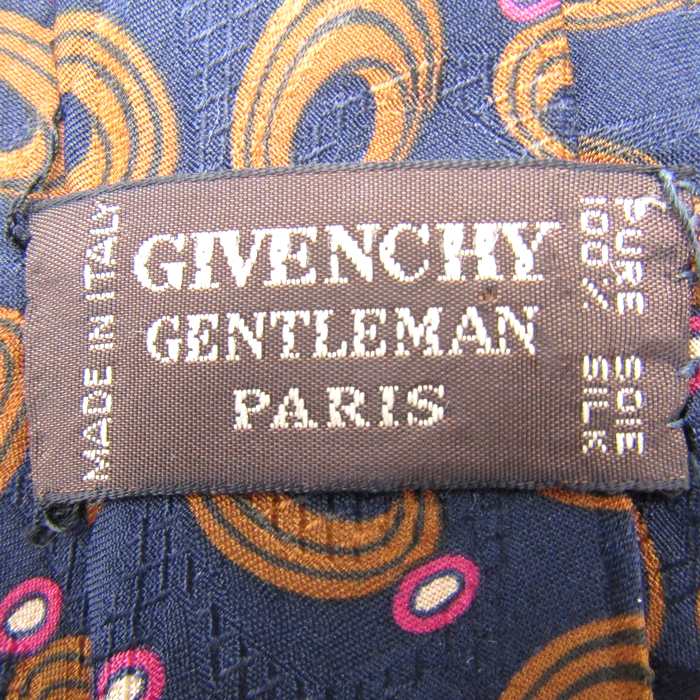 MADE IN ITALY
GIVENCHY
GENTLEMAN
PARIS
100% SILK
PURE SOIE